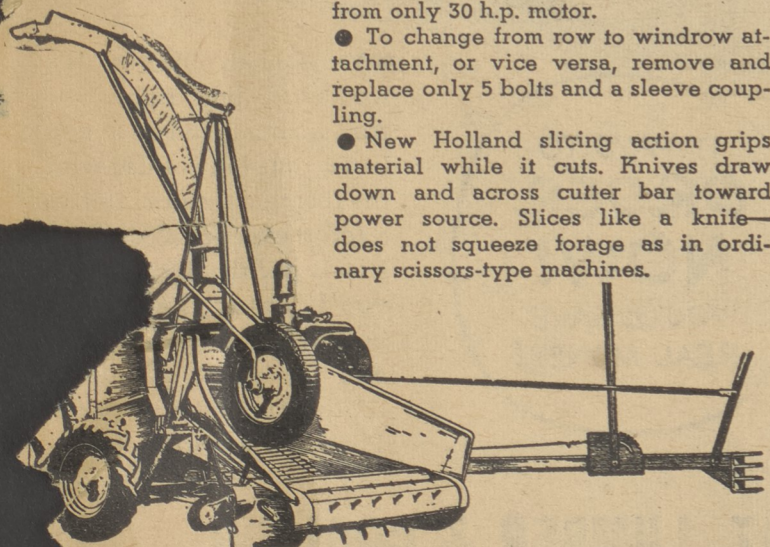 from only 30 h.p. motor.
● To change from row to windrow at-
tachment, or vice versa, remove and
replace only 5 bolts and a sleeve coup-
ling.
● New Holland slicing action grips
material while it cuts. Knives draw
down and across cutter bar toward
power source. Slices like a knife—
does not squeeze forage as in ordi-
nary scissors-type machines.